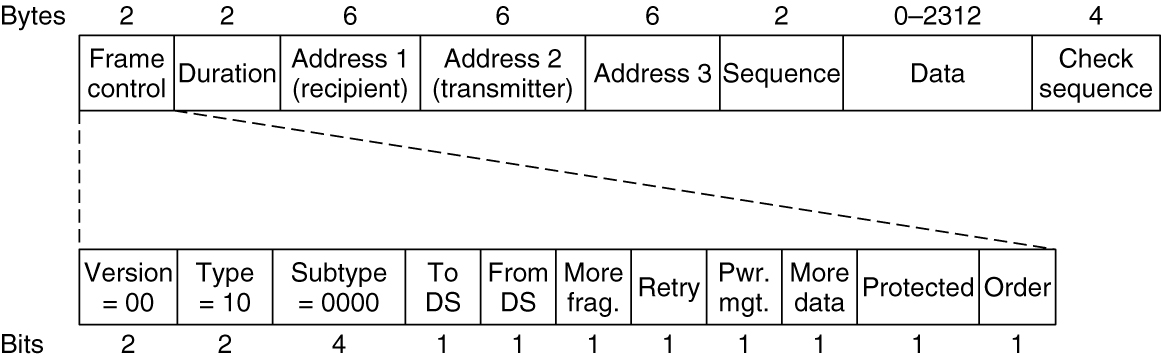 Bytes 2 2 6 6 6 2 0–2312 4
Frame control Duration Address 1 (recipient) Address 2 (transmitter) Address 3 Sequence Data Check sequence
Version = 00 Type = 10 Subtype = 0000 To DS From DS More frag. Retry Pwr. mgt. More data Protected Order
Bits 2 2 4 1 1 1 1 1 1 1 1